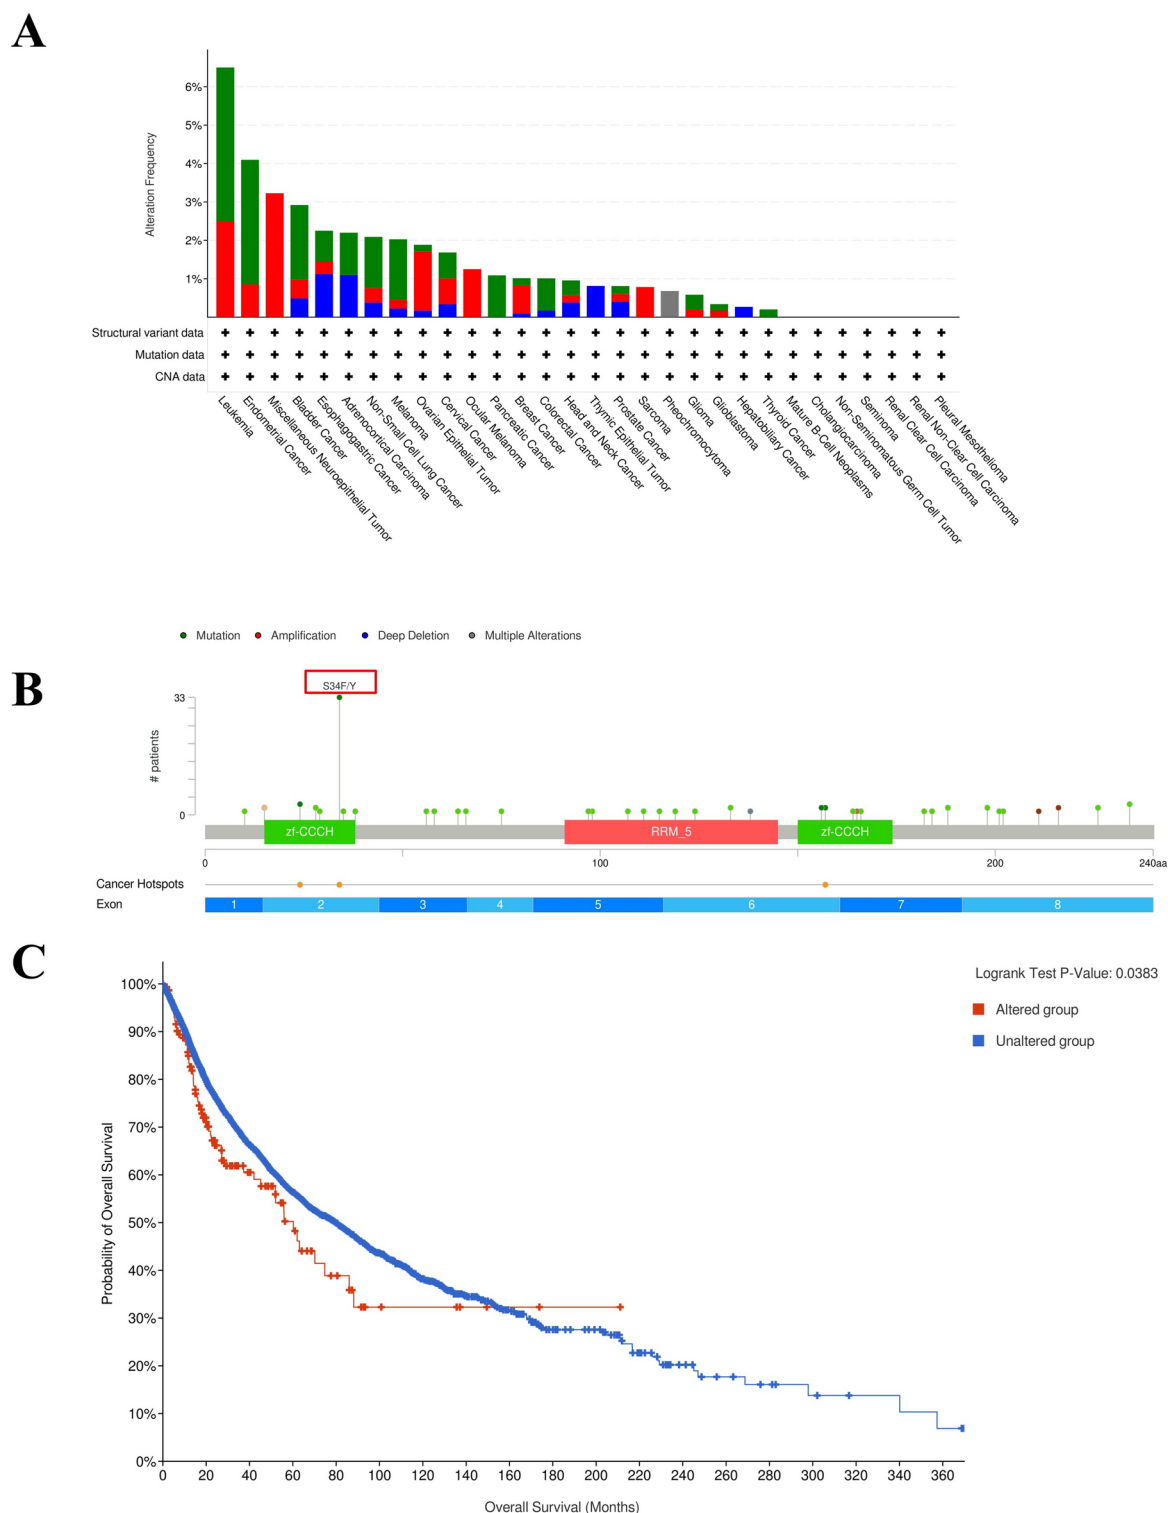 A
6%
5%
4%
3%
2%
1%
Alteration Frequency
Structural variant data
Mutation data
CNA data
Leukemia
Endometrial Cancer
Miscellaneous Neuroepithelial Tumor
Bladder Cancer
Esophagogastric Cancer
Adrenocortical Carcinoma
Non-Small Cell Lung Cancer
Melanoma
Ovarian Epithelial Tumor
Cervical Cancer
Ocular Melanoma
Pancreatic Cancer
Breast Cancer
Colorectal Cancer
Head and Neck Cancer
Thymic Epithelial Tumor
Prostate Cancer
Sarcoma
Pheochromocytoma
Glioma
Glioblastoma
Hepatobiliary Cancer
Thyroid Cancer
Mature B-Cell Neoplasms
Cholangiocarcinoma
Non-Seminomatous Germ Cell Tumor
Seminoma
Renal Clear Cell Carcinoma
Renal Non-Clear Cell Carcinoma
Pleural Mesothelioma
Mutation Amplification Deep Deletion Multiple Alterations
B
S34F/Y
33
# patients
0
zf-CCCH RRM_5 zf-CCCH
0 100 200 240aa
Cancer Hotspots
Exon 1 2 3 4 5 6 7 8
C
Logrank Test P-Value: 0.0383
Altered group
Unaltered group
100%
90%
80%
70%
60%
50%
40%
30%
20%
10%
0%
Probability of Overall Survival
0 20 40 60 80 100 120 140 160 180 200 220 240 260 280 300 320 340 360
Overall Survival (Months)